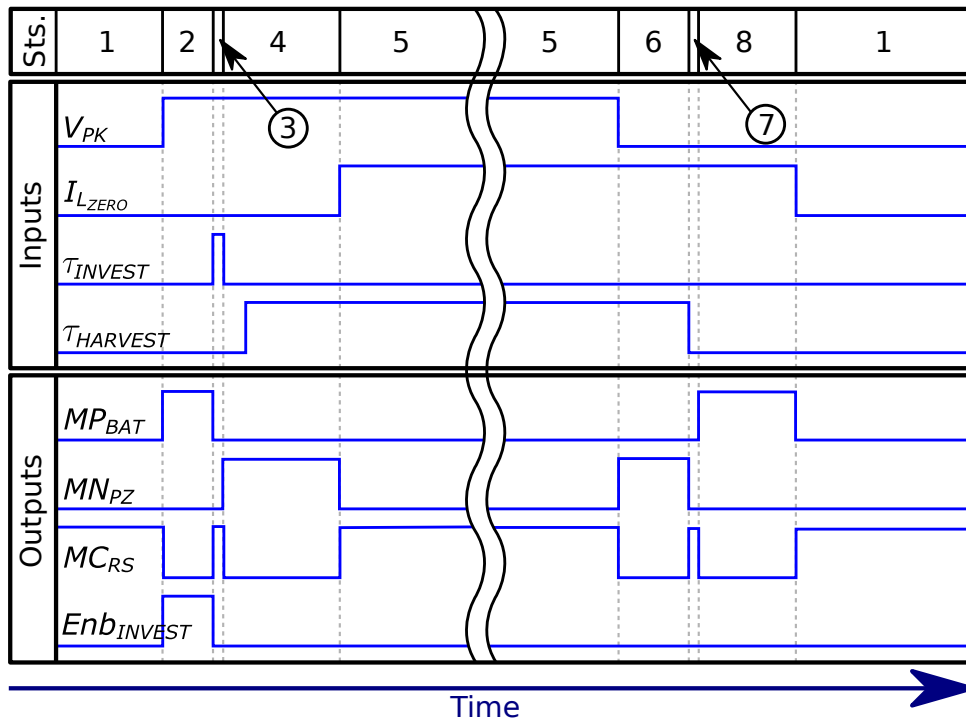 Sts. 1 2 4 5 5 6 8 1
3 7
Inputs
V_PK
I_L_ZERO
τ_INVEST
τ_HARVEST
Outputs
MP_BAT
MN_PZ
MC_RS
Enb_INVEST
Time